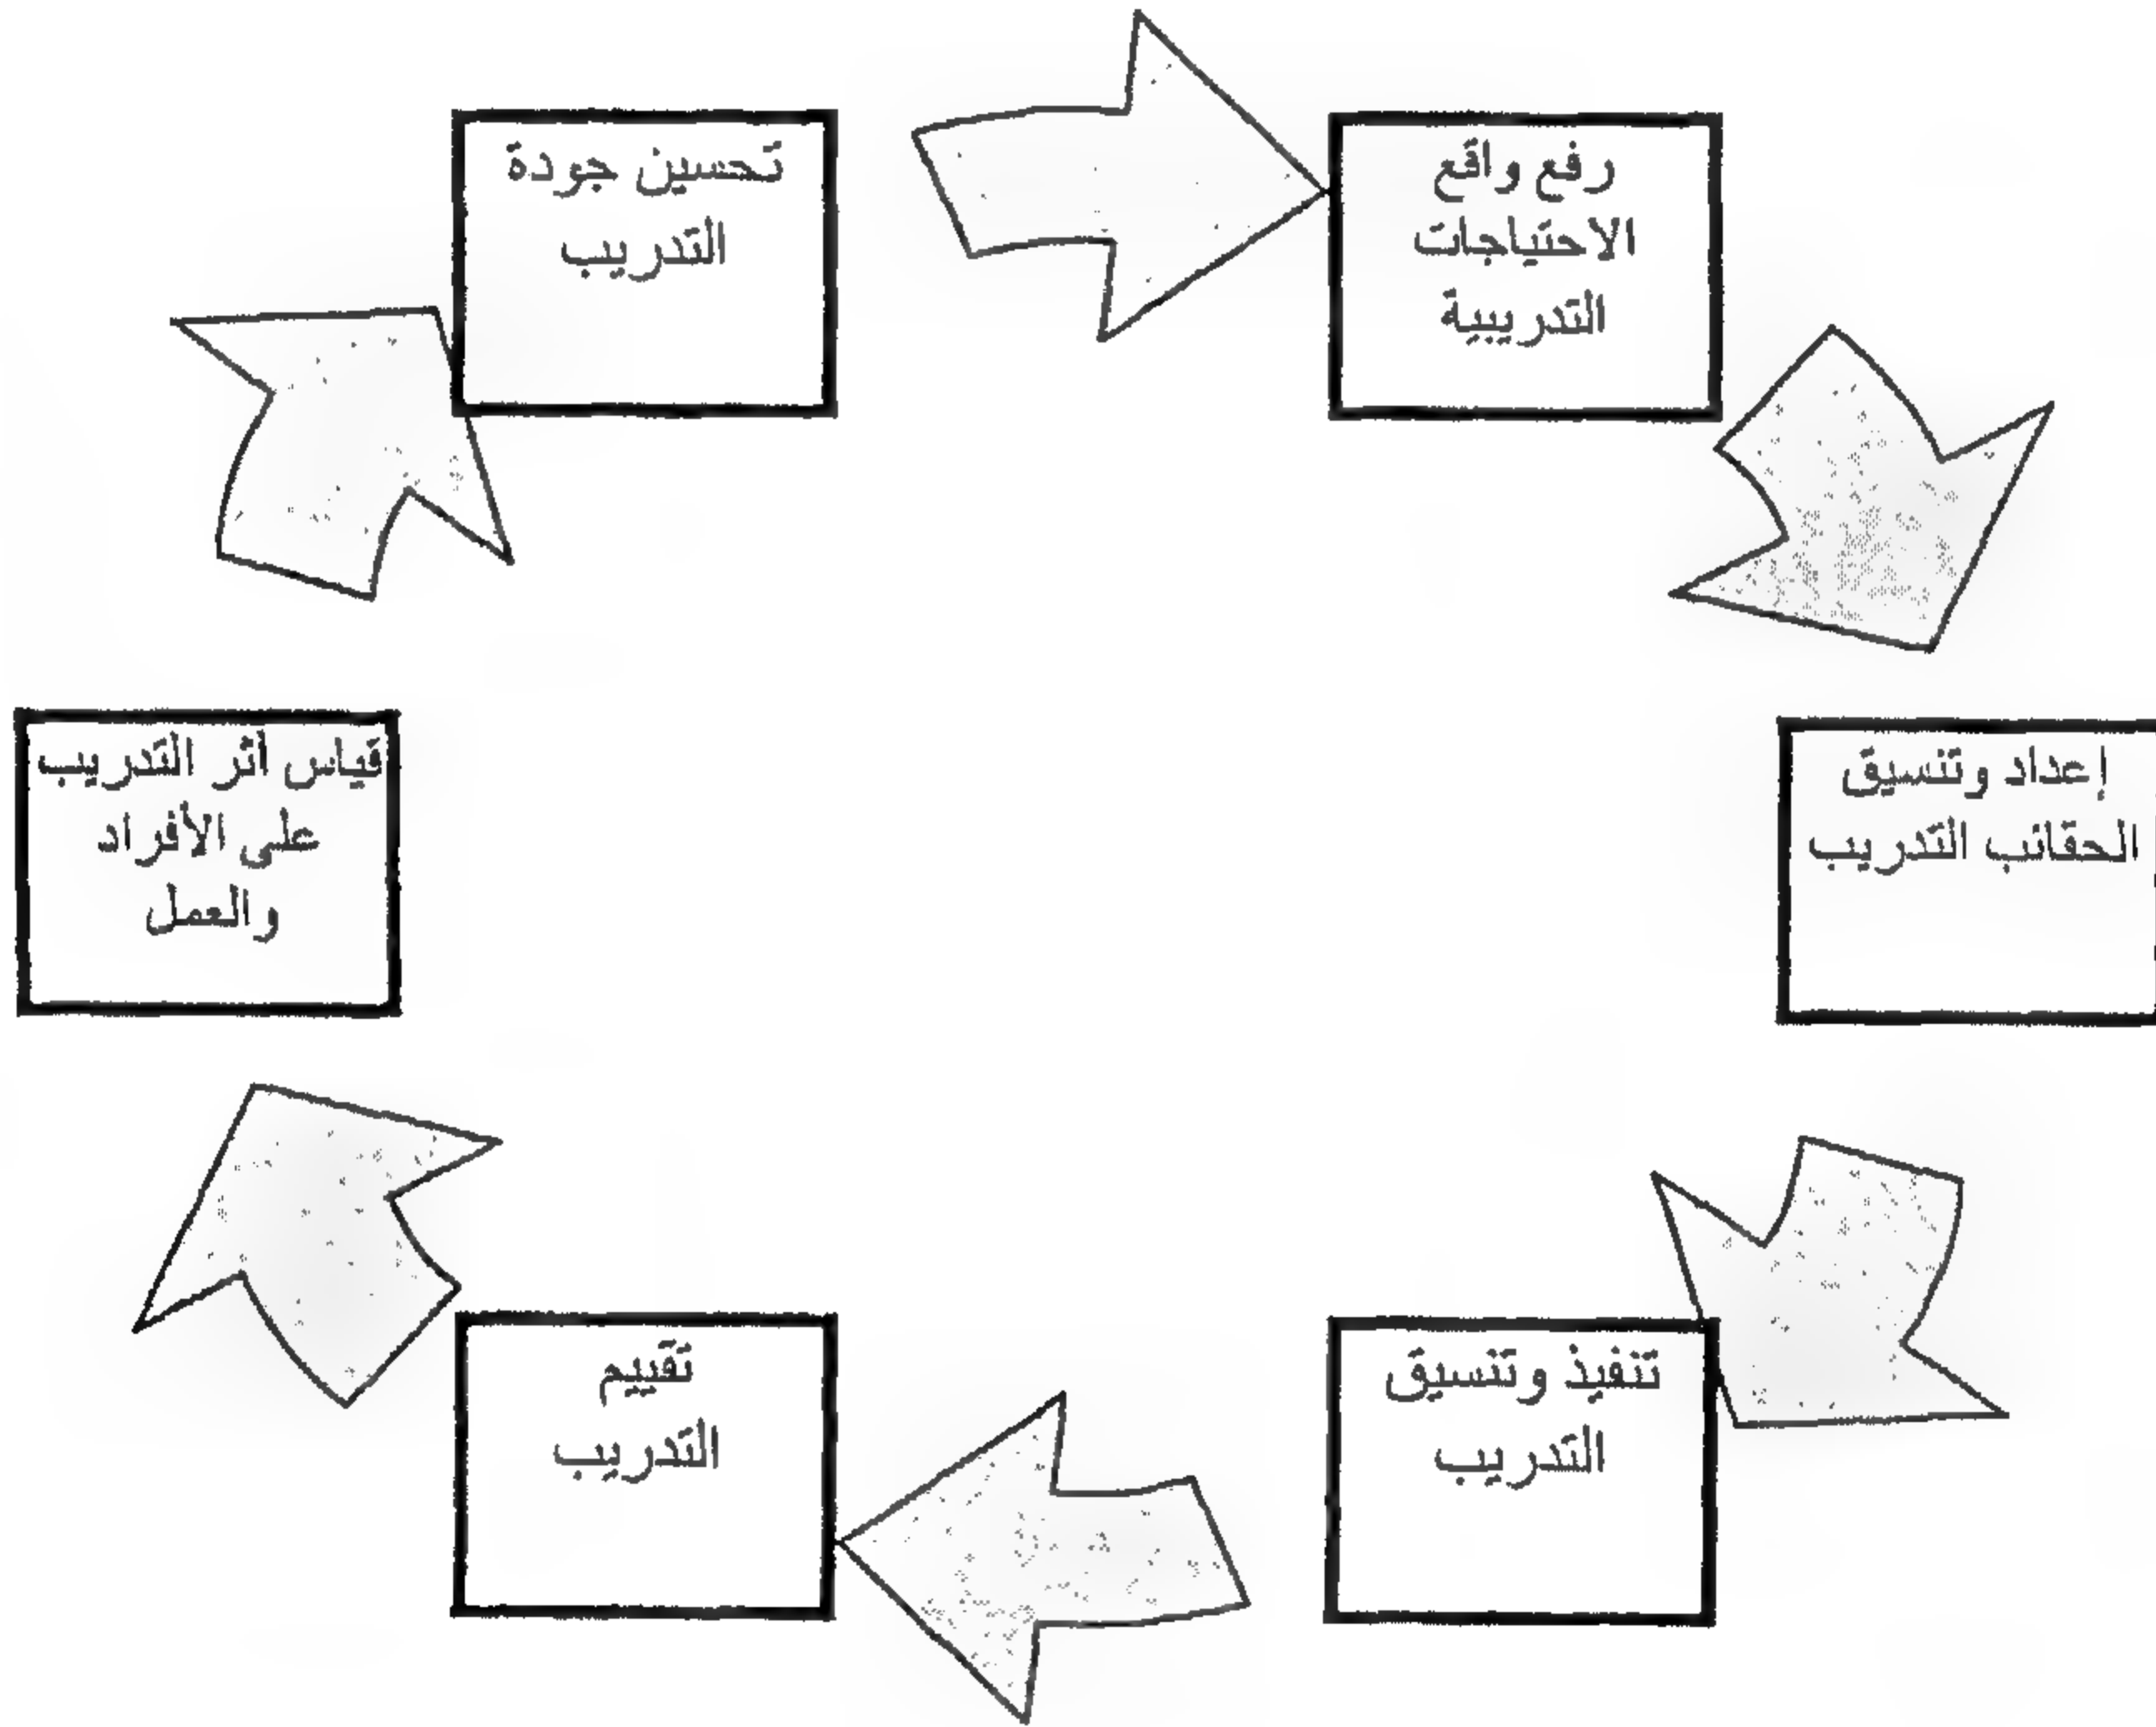 رفع واقع
الاحتياجات
التدريبية
إعداد وتنسيق
الحقائب التدريب
تنفيذ وتنسيق
التدريب
تقييم
التدريب
قياس أثر التدريب
على الأفراد
والعمل
تحسين جودة
التدريب